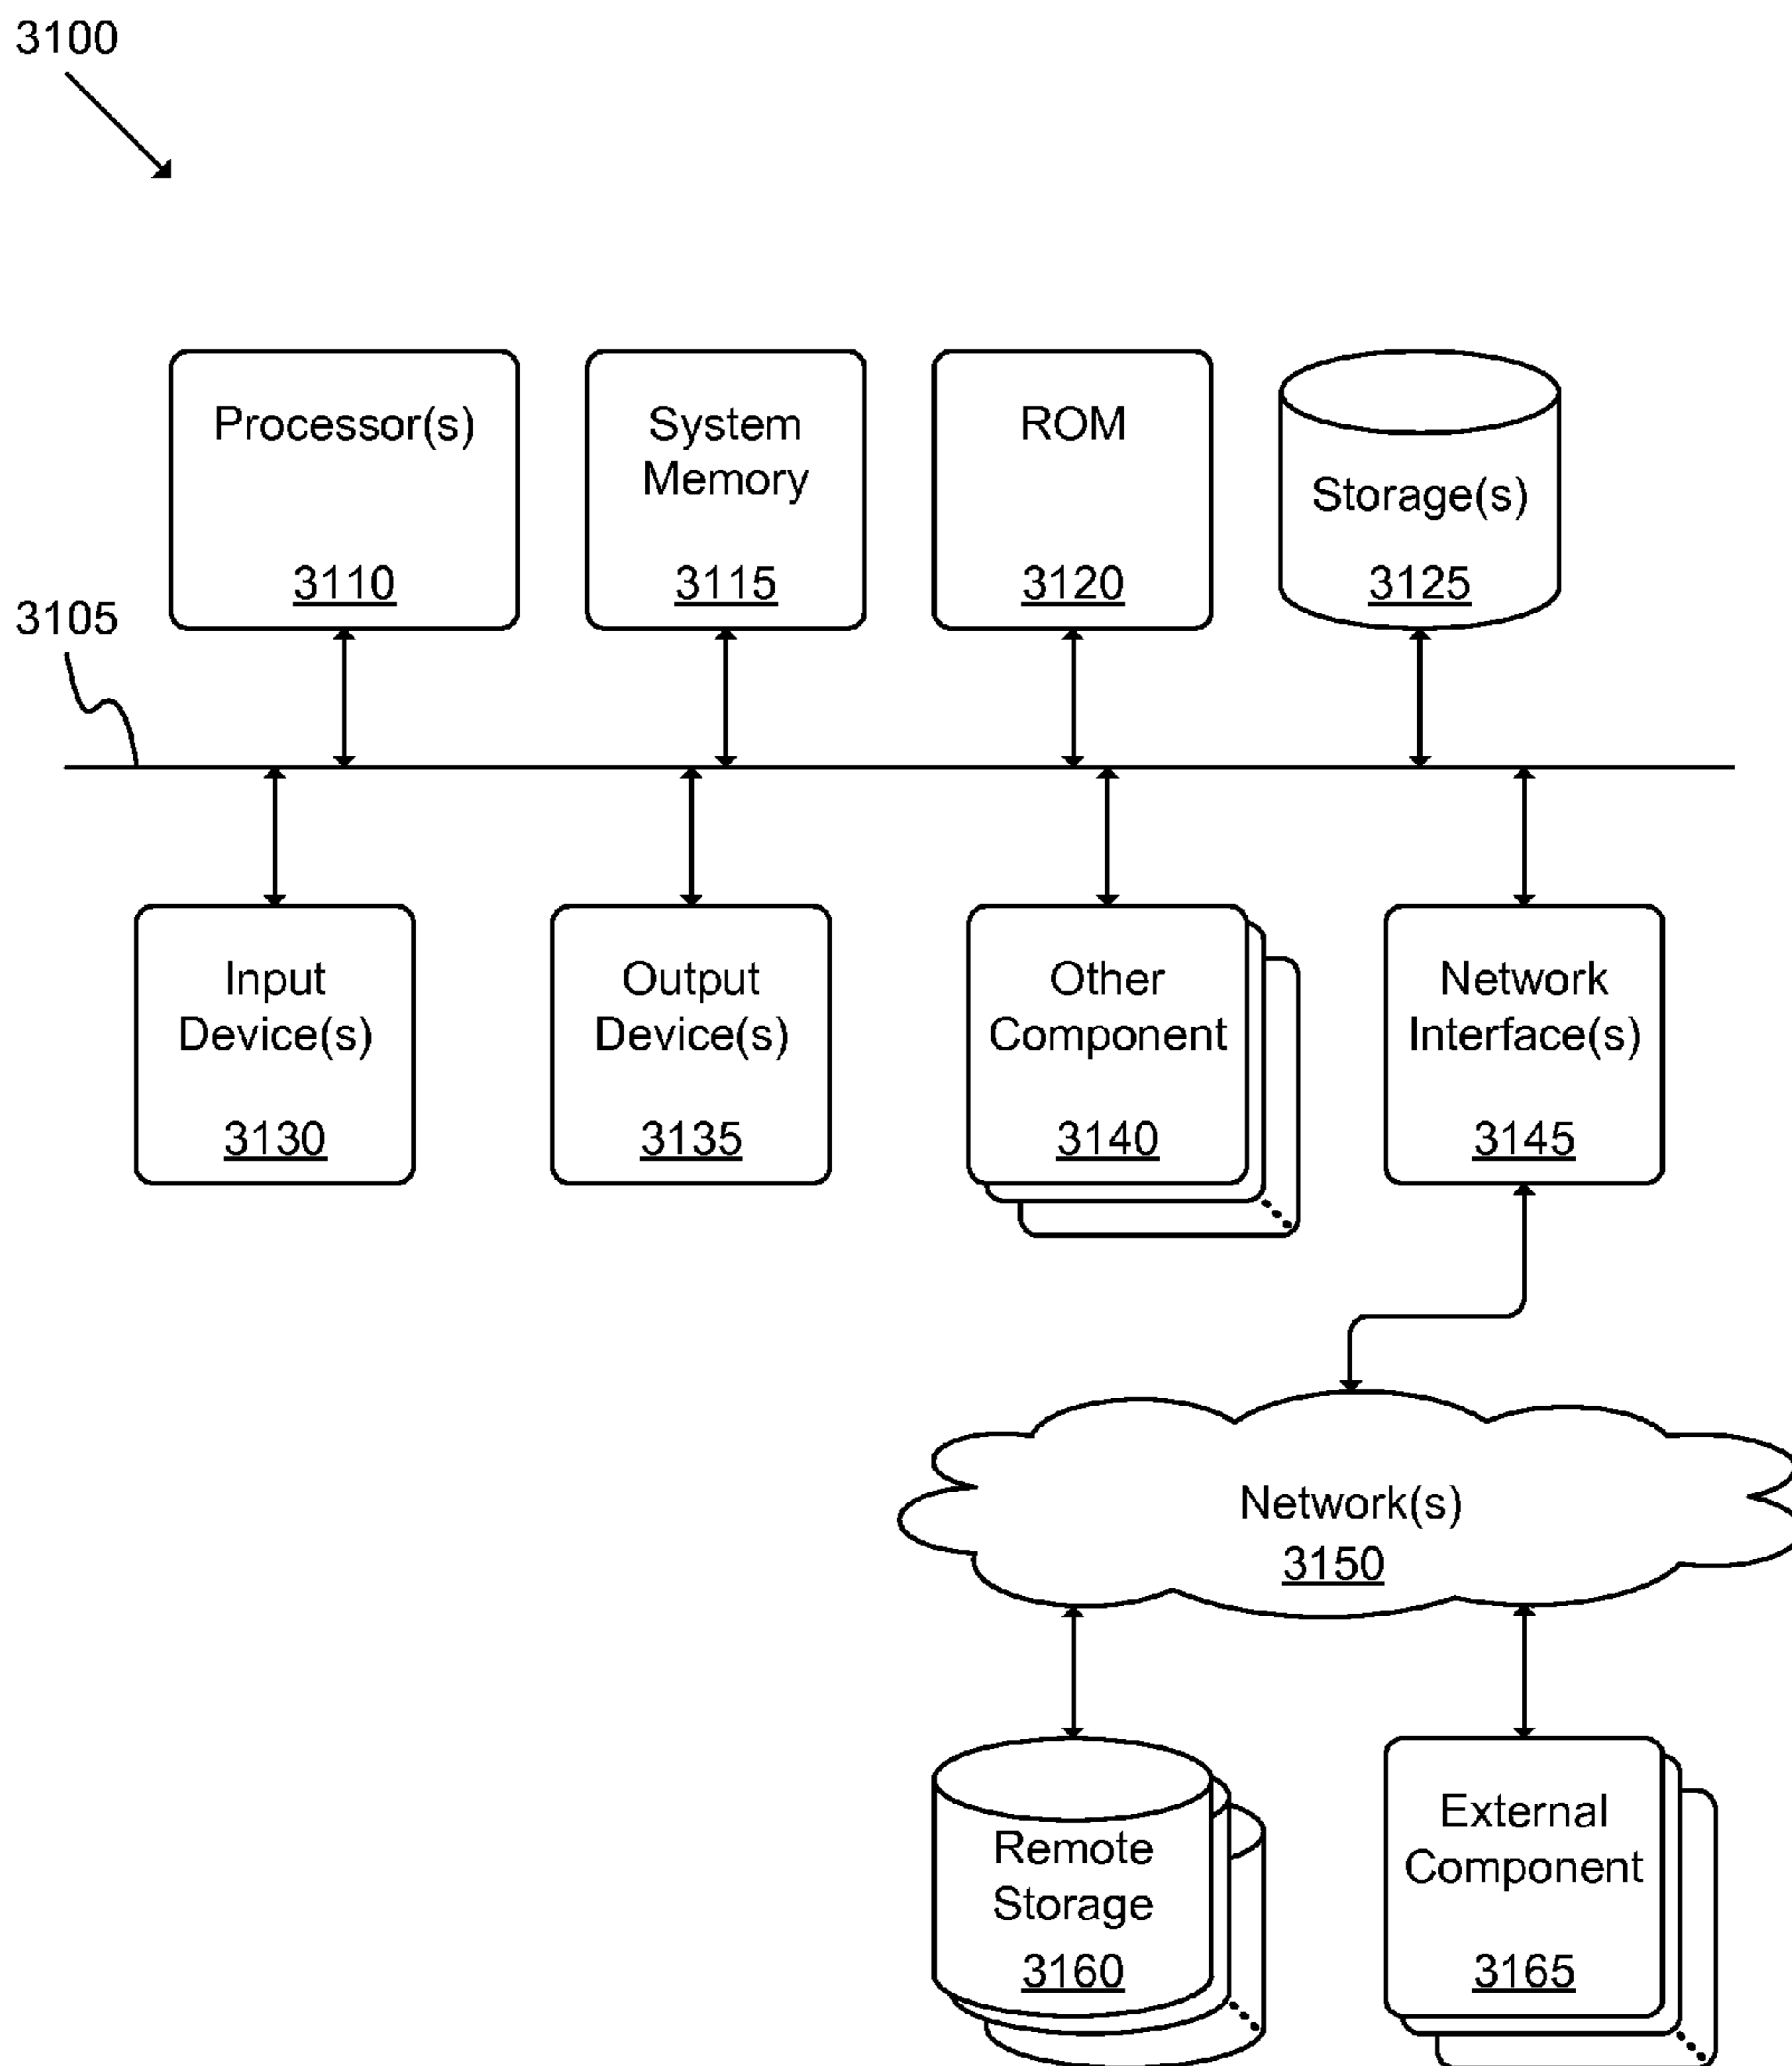 3100
Processor(s)
3110
System
Memory
3115
ROM
3120
Storage(s)
3125
3105
Input
Device(s)
3130
Output
Device(s)
3135
Other
Component
3140
Network
Interface(s)
3145
Network(s)
3150
Remote
Storage
3160
External
Component
3165